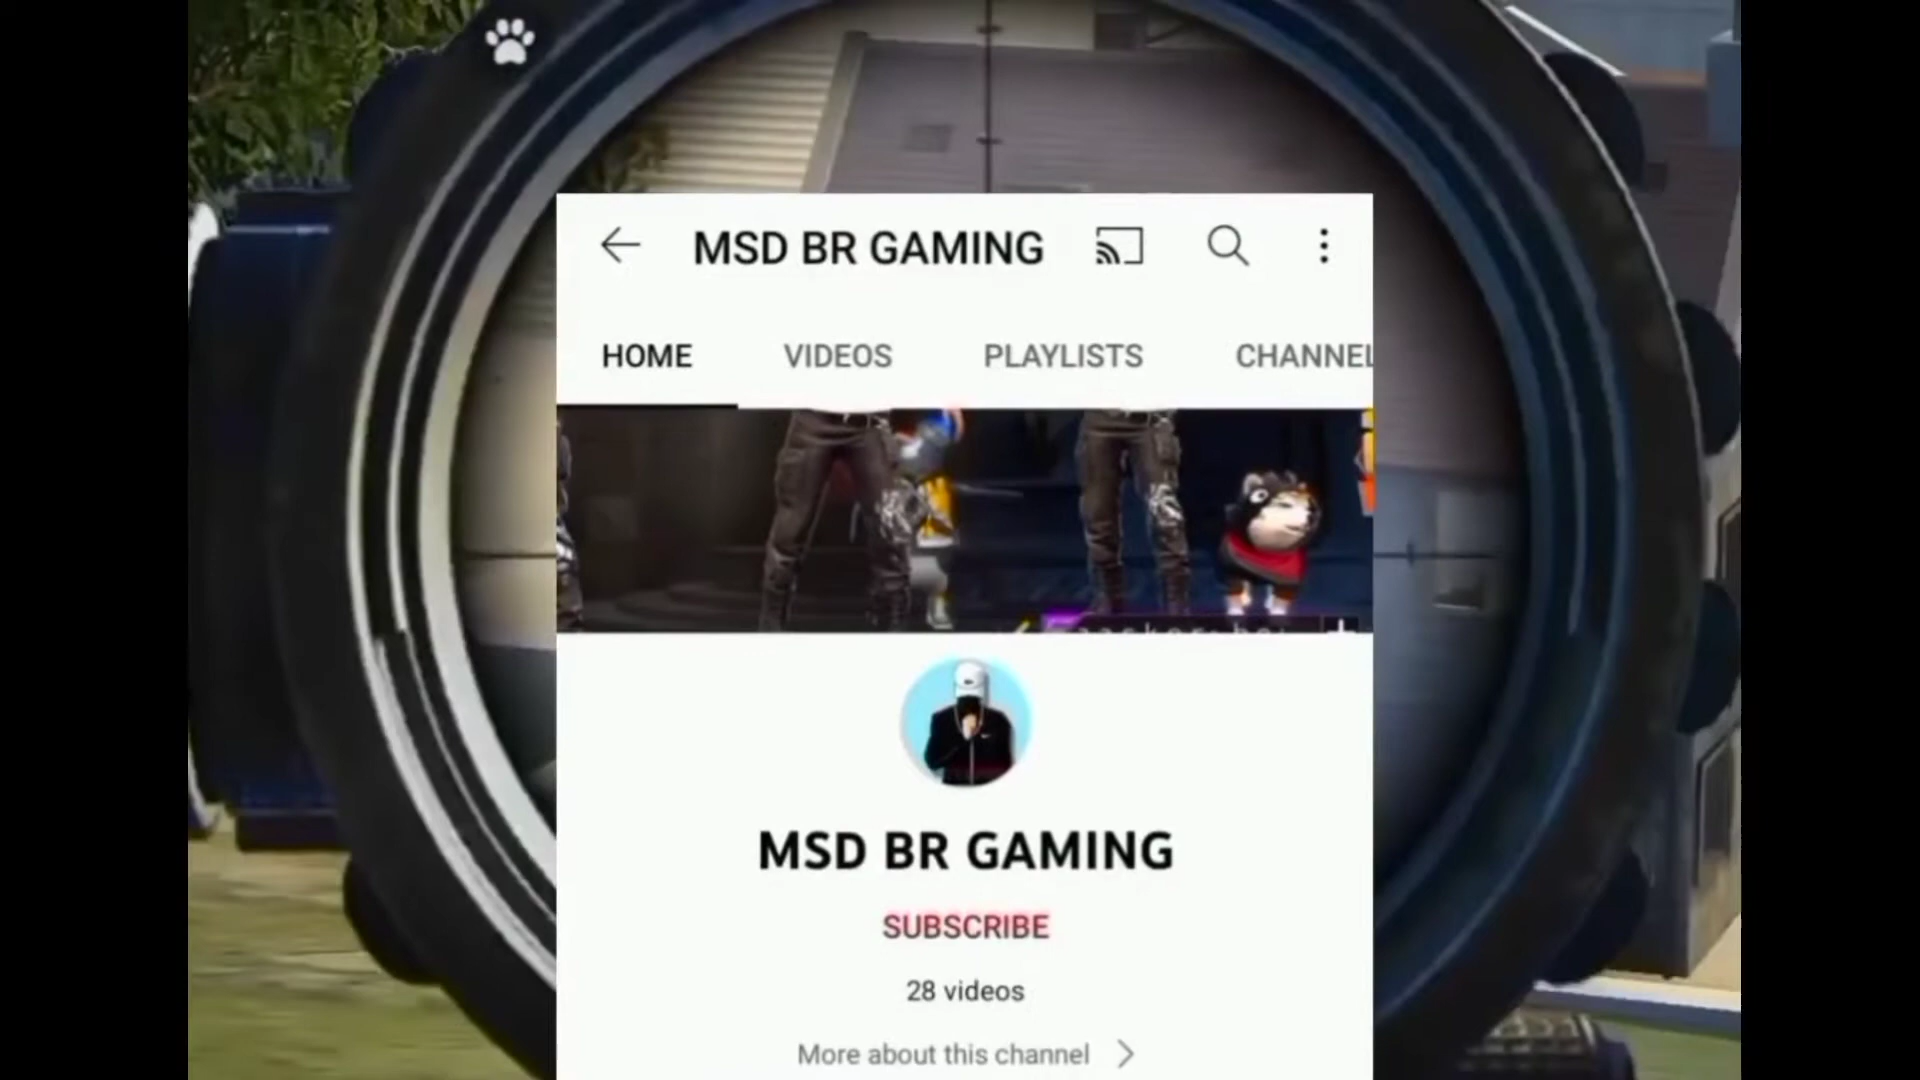 MSD BR GAMING
HOME VIDEOS PLAYLISTS CHANNEL
MSD BR GAMING
SUBSCRIBE
28 videos
More about this channel